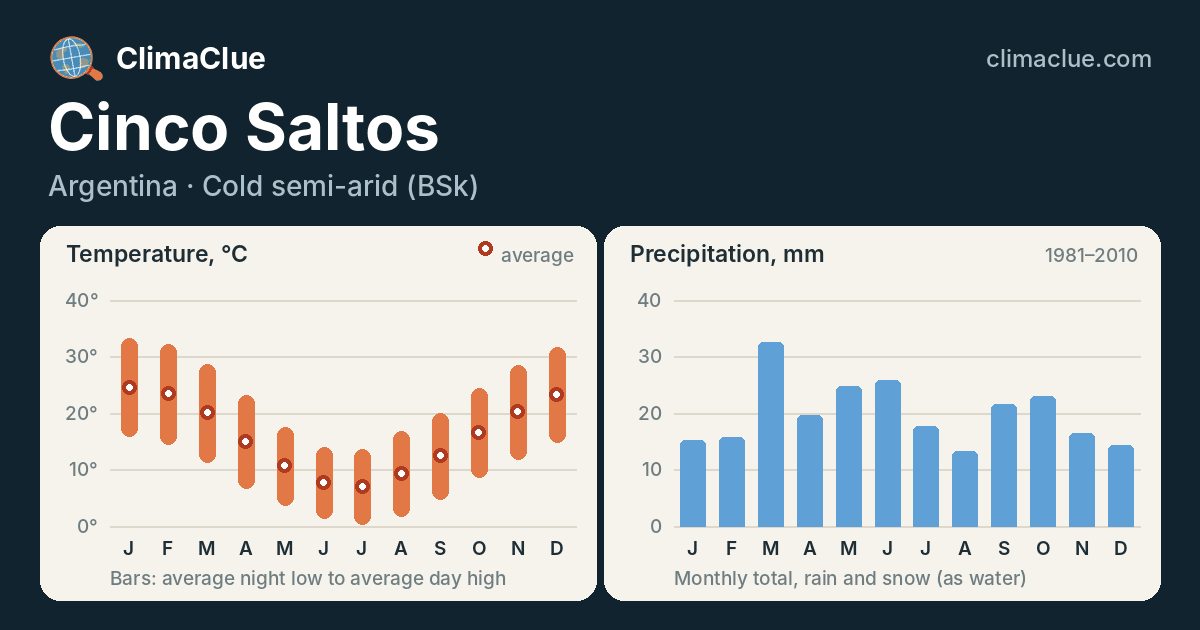 ClimaClue
climaclue.com
Cinco Saltos
Argentina · Cold semi-arid (BSk)
Temperature, °C
average
40°
30°
20°
10°
0°
J F M A M J J A S O N D
Bars: average night low to average day high
Precipitation, mm
1981–2010
40
30
20
10
0
J F M A M J J A S O N D
Monthly total, rain and snow (as water)